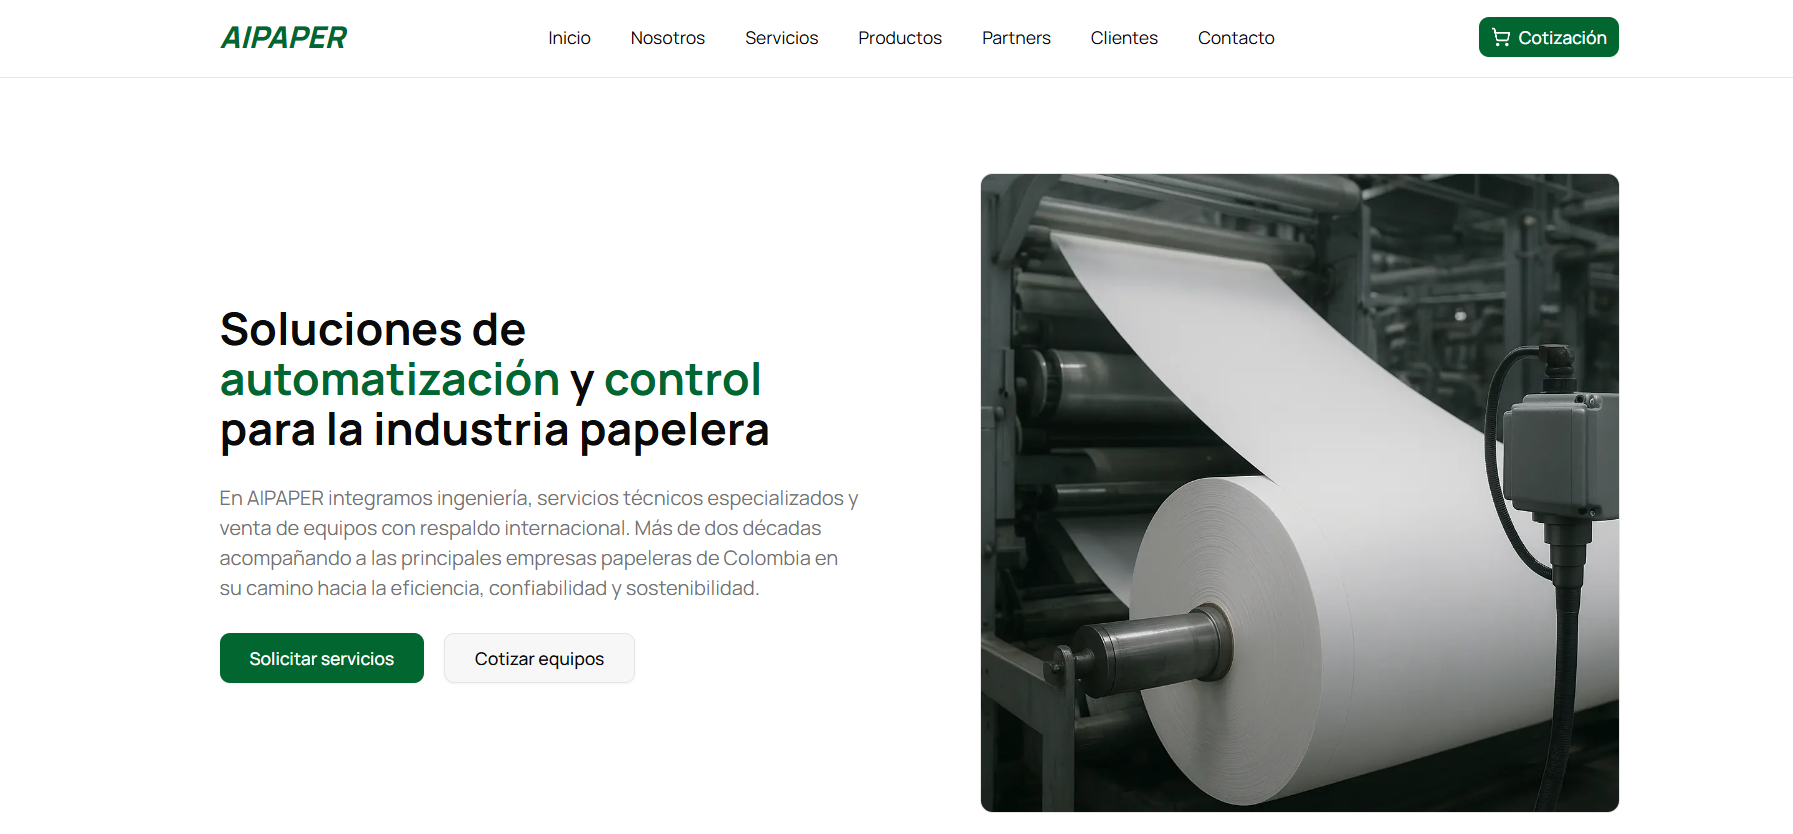 AIPAPER
Inicio
Nosotros
Servicios
Productos
Partners
Clientes
Contacto
Cotización
Soluciones de
automatización y control
para la industria papelera
En AIPAPER integramos ingeniería, servicios técnicos especializados y
venta de equipos con respaldo internacional. Más de dos décadas
acompañando a las principales empresas papeleras de Colombia en
su camino hacia la eficiencia, confiabilidad y sostenibilidad.
Solicitar servicios
Cotizar equipos